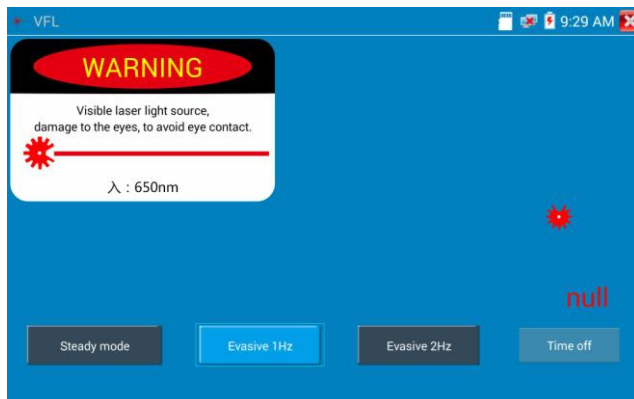 VFL
9:29 AM
WARNING
Visible laser light source,
damage to the eyes, to avoid eye contact.
入 : 650nm
null
Steady mode
Evasive 1Hz
Evasive 2Hz
Time off